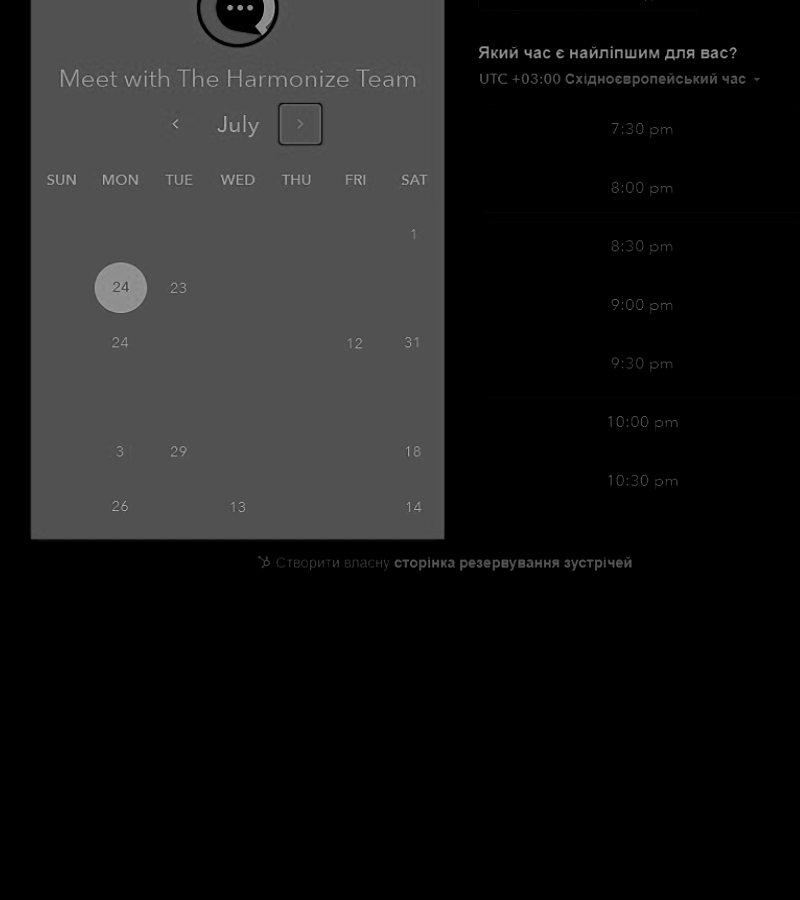 Meet with The Harmonize Team
July
SUN MON TUE WED THU FRI SAT
1
24 23
24 12 31
3 29 18
26 13 14
Який час є найліпшим для вас?
UTC +03:00 Східноєвропейський час
7:30 pm
8:00 pm
8:30 pm
9:00 pm
9:30 pm
10:00 pm
10:30 pm
Створити власну сторінка резервування зустрічей